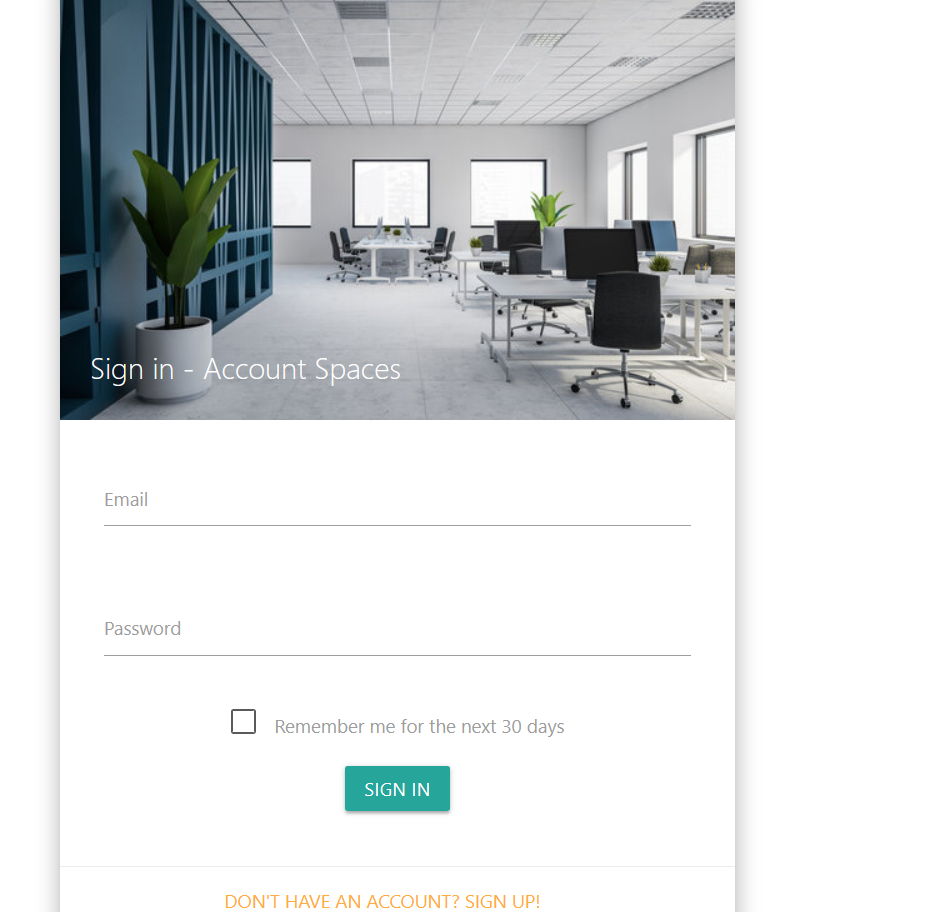 Sign in - Account Spaces
Email
Password
Remember me for the next 30 days
SIGN IN
DON'T HAVE AN ACCOUNT? SIGN UP!